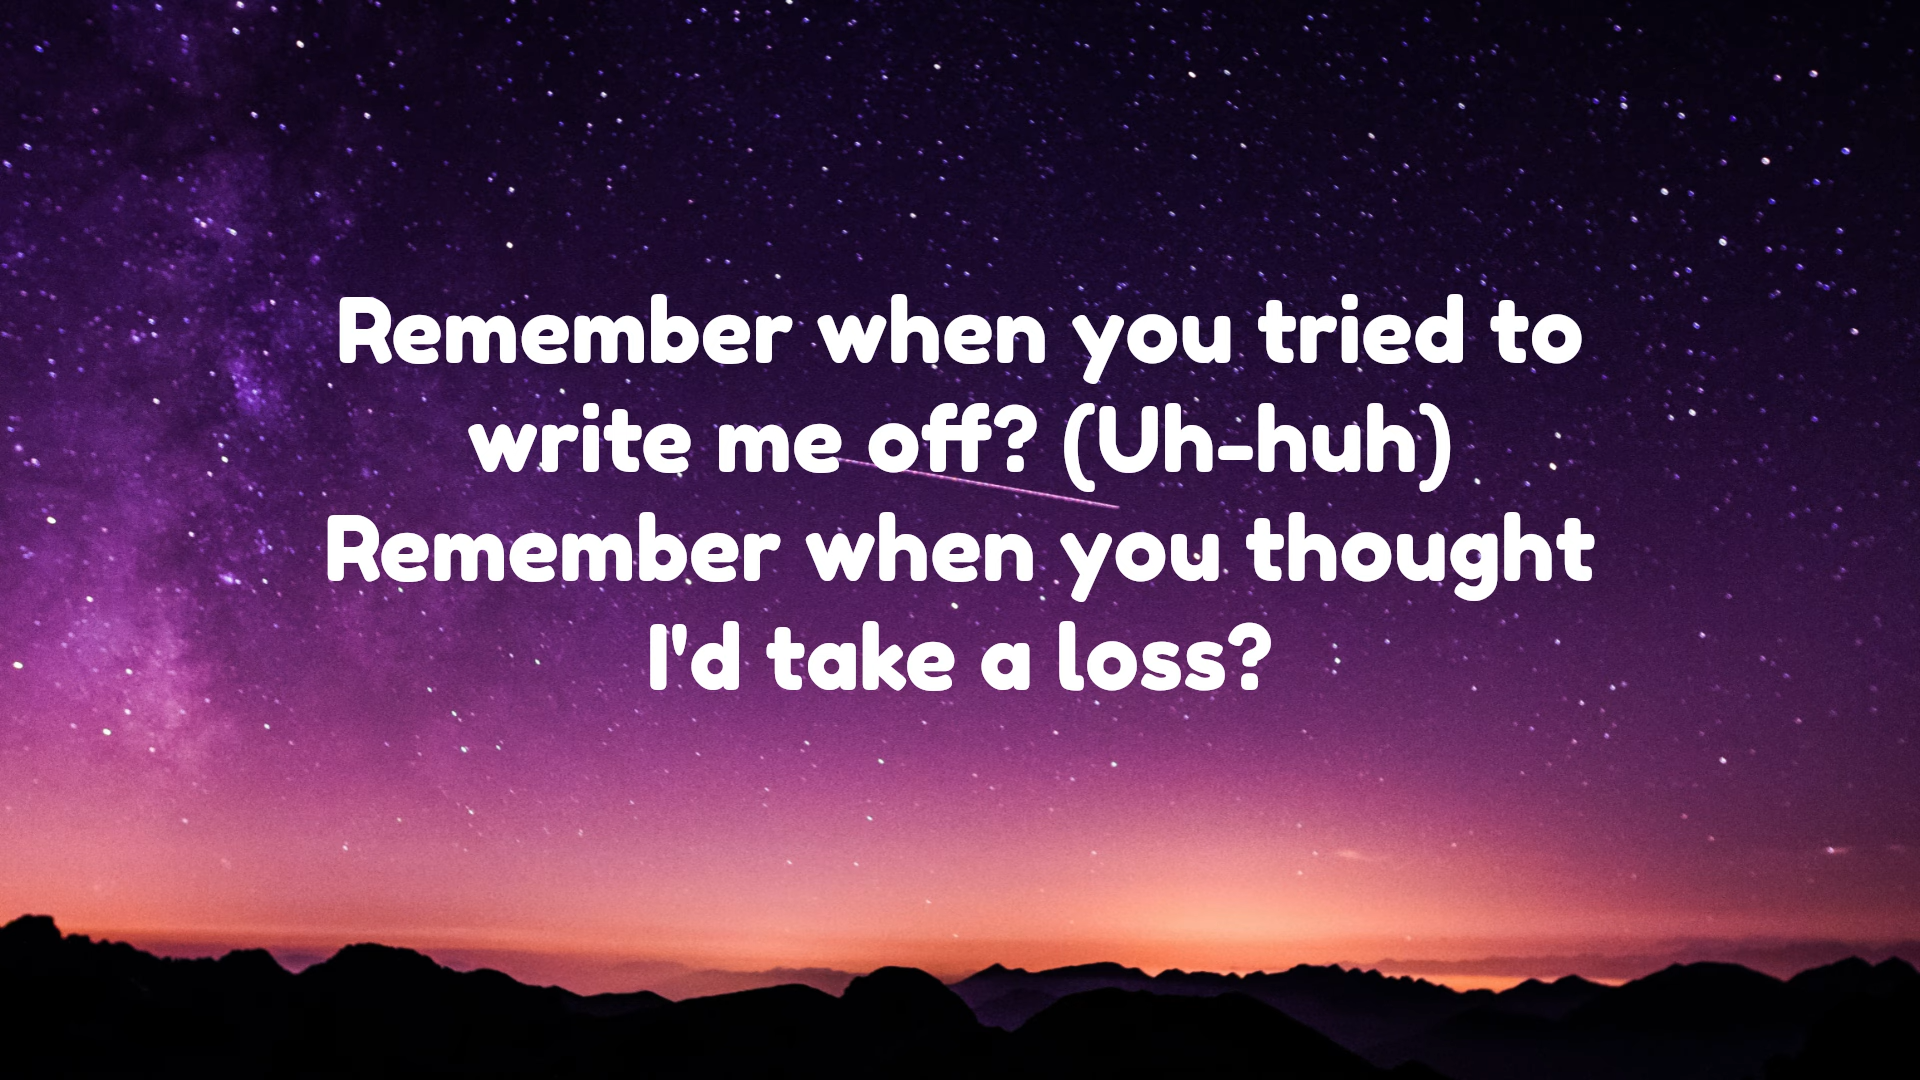 Remember when you tried to
write me off? (Uh-huh)
Remember when you thought
I'd take a loss?